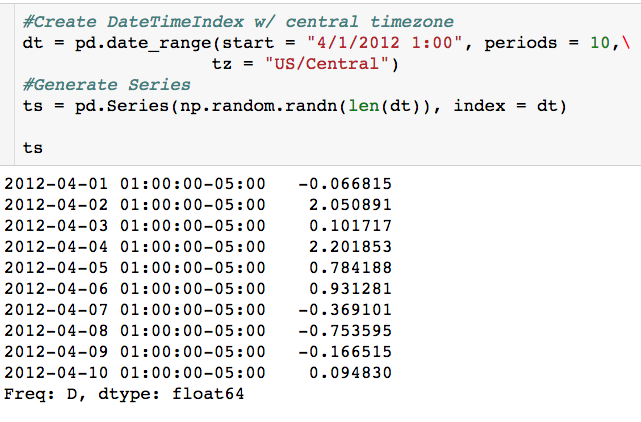 #Create DateTimeIndex w/ central timezone
dt = pd.date_range(start = "4/1/2012 1:00", periods = 10,\
tz = "US/Central")
#Generate Series
ts = pd.Series(np.random.randn(len(dt)), index = dt)
ts
2012-04-01 01:00:00-05:00   -0.066815
2012-04-02 01:00:00-05:00    2.050891
2012-04-03 01:00:00-05:00    0.101717
2012-04-04 01:00:00-05:00    2.201853
2012-04-05 01:00:00-05:00    0.784188
2012-04-06 01:00:00-05:00    0.931281
2012-04-07 01:00:00-05:00   -0.369101
2012-04-08 01:00:00-05:00   -0.753595
2012-04-09 01:00:00-05:00   -0.166515
2012-04-10 01:00:00-05:00    0.094830
Freq: D, dtype: float64